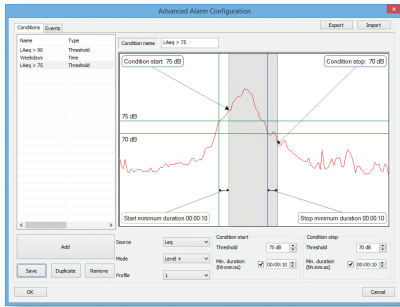 Advanced Alarm Configuration
Conditions Events
Export Import
Name Type
LAeq > 90 Threshold
Weekdays Time
LAeq > 75 Threshold
Condition name LAeq > 75
Condition start 75 dB
Condition stop: 70 dB
75 dB
70 dB
Start minimum duration 00:00:10
Stop minimum duration 00:00:10
Add
Save Duplicate Remove
Source Leq
Mode Level +
Profile 1
Condition start
Threshold 75 dB
Min. duration (hh:mm:ss) 00:00:10
Condition stop
Threshold 70 dB
Min. duration (hh:mm:ss) 00:00:10
OK
Cancel